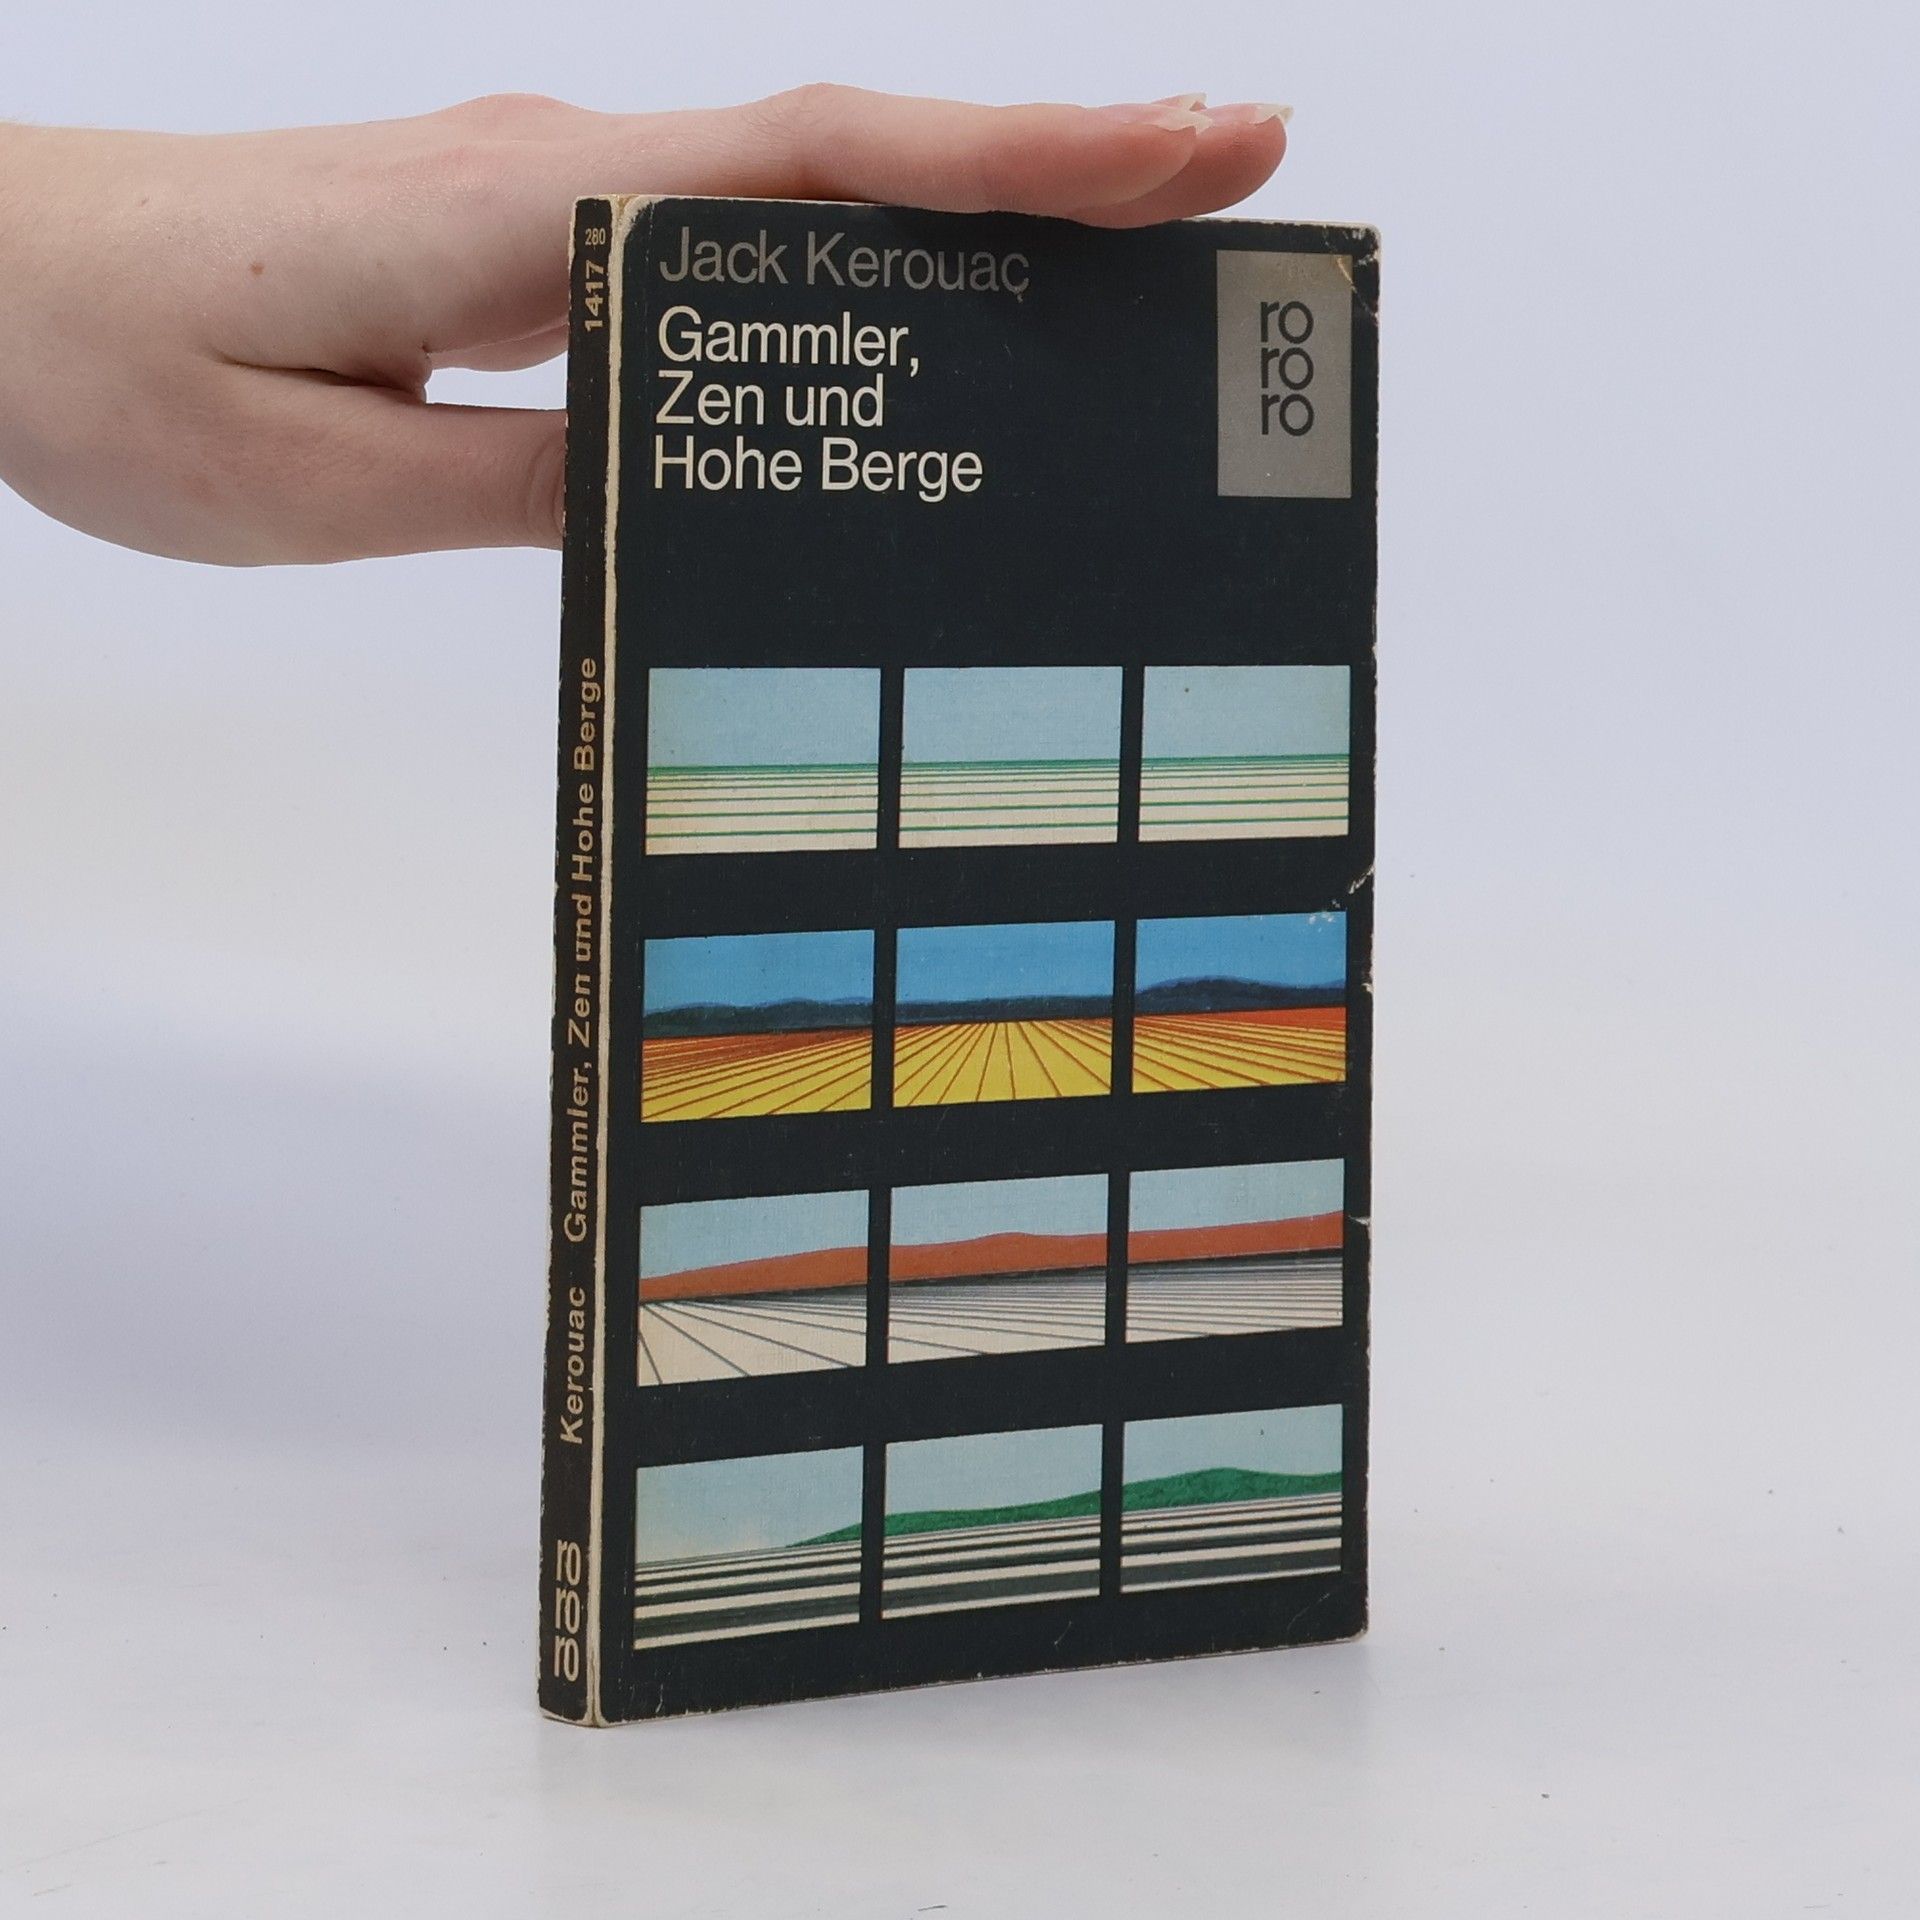 280
1417
Kerouac Gammler, Zen und Hohe Berge
ro
ro
ro
Jack Kerouaç
Gammler,
Zen und
Hohe Berge
ro
ro
ro